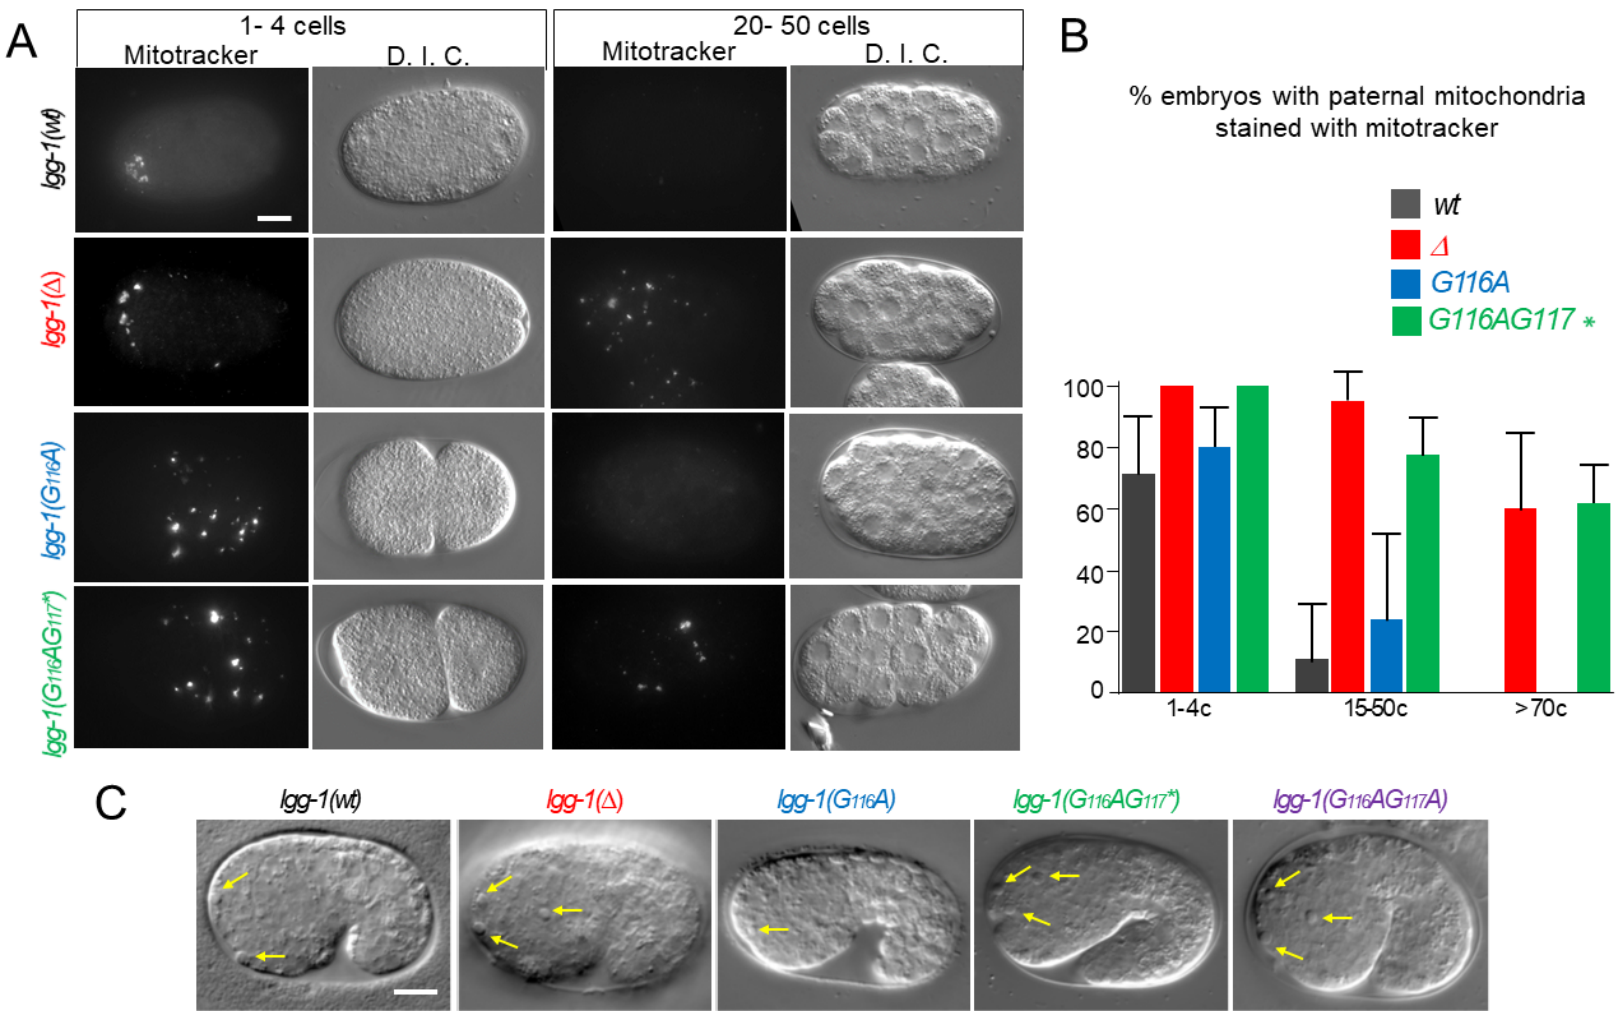 A
1- 4 cells
20- 50 cells
Mitotracker
D. I. C.
Mitotracker
D. I. C.
lgg-1(wt)
lgg-1(Δ)
lgg-1(G116A)
lgg-1(G116AG117*)
B
% embryos with paternal mitochondria
stained with mitotracker
wt
Δ
G116A
G116AG117 *
100
80
60
40
20
0
1-4c
15-50c
>70c
C
lgg-1(wt)
lgg-1(Δ)
lgg-1(G116A)
lgg-1(G116AG117*)
lgg-1(G116AG117A)